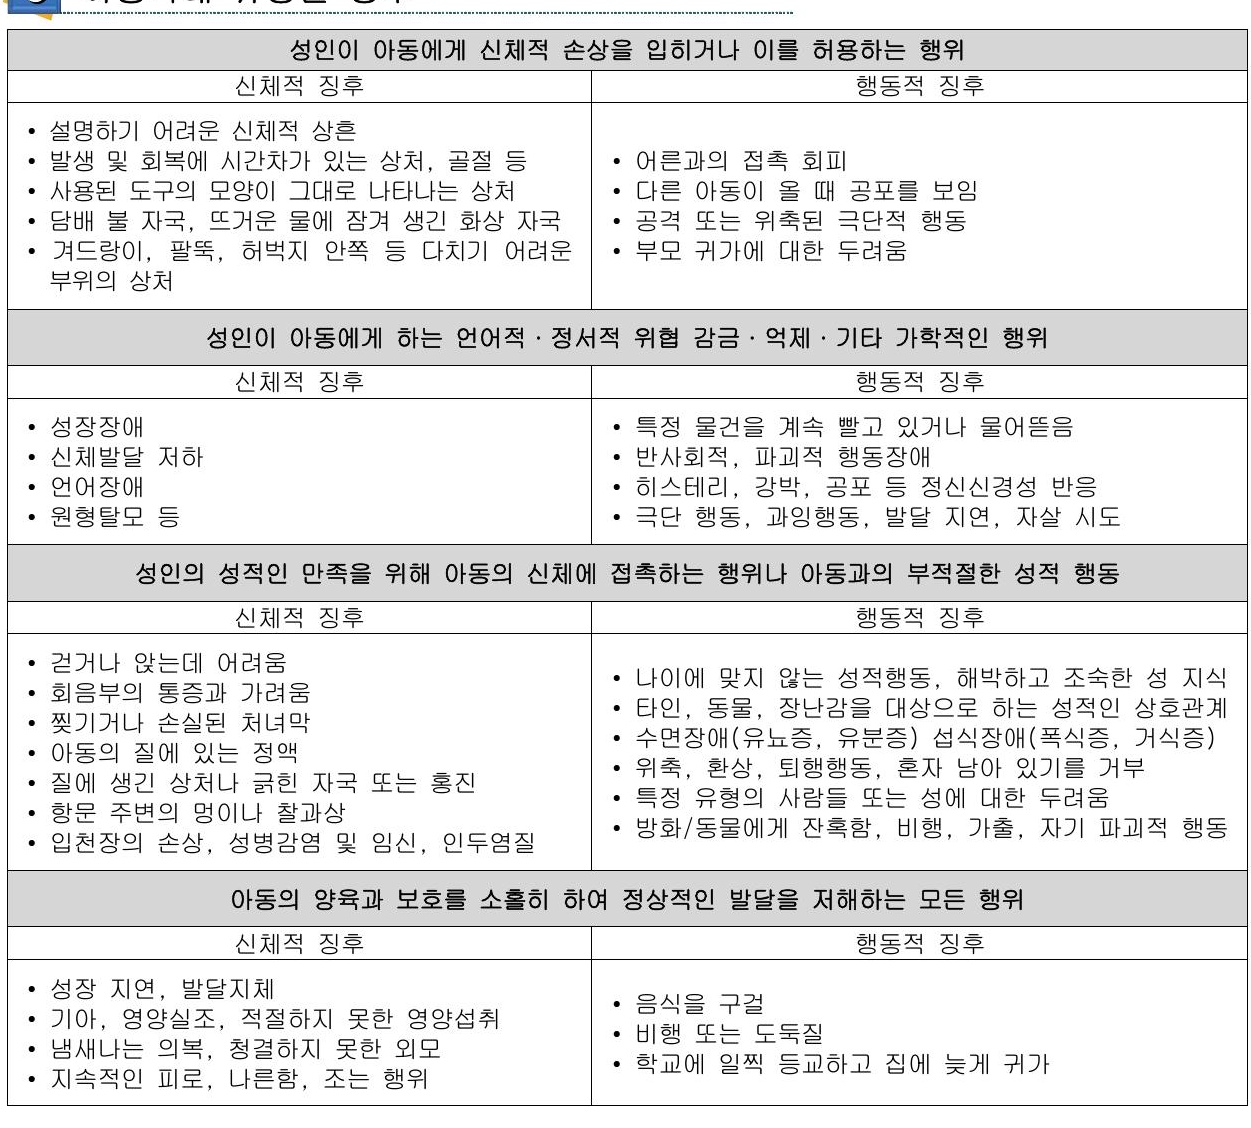 성인이 아동에게 신체적 손상을 입히거나 이를 허용하는 행위
신체적 징후
행동적 징후
• 설명하기 어려운 신체적 상흔
• 발생 및 회복에 시간차가 있는 상처, 골절 등
• 사용된 도구의 모양이 그대로 나타나는 상처
• 담배 불 자국, 뜨거운 물에 잠겨 생긴 화상 자국
• 겨드랑이, 팔뚝, 허벅지 안쪽 등 다치기 어려운
부위의 상처
• 어른과의 접촉 회피
• 다른 아동이 올 때 공포를 보임
• 공격 또는 위축된 극단적 행동
• 부모 귀가에 대한 두려움
성인이 아동에게 하는 언어적·정서적 위협 감금·억제·기타 가학적인 행위
신체적 징후
행동적 징후
• 성장장애
• 신체발달 저하
• 언어장애
• 원형탈모 등
• 특정 물건을 계속 빨고 있거나 물어뜯음
• 반사회적, 파괴적 행동장애
• 히스테리, 강박, 공포 등 정신신경성 반응
• 극단 행동, 과잉행동, 발달 지연, 자살 시도
성인의 성적인 만족을 위해 아동의 신체에 접촉하는 행위나 아동과의 부적절한 성적 행동
신체적 징후
행동적 징후
• 걷거나 앉는데 어려움
• 회음부의 통증과 가려움
• 찢기거나 손실된 처녀막
• 아동의 질에 있는 정액
• 질에 생긴 상처나 긁힌 자국 또는 홍진
• 항문 주변의 멍이나 찰과상
• 입천장의 손상, 성병감염 및 임신, 인두염질
• 나이에 맞지 않는 성적행동, 해박하고 조숙한 성 지식
• 타인, 동물, 장난감을 대상으로 하는 성적인 상호관계
• 수면장애(유뇨증, 유분증) 섭식장애(폭식증, 거식증)
• 위축, 환상, 퇴행행동, 혼자 남아 있기를 거부
• 특정 유형의 사람들 또는 성에 대한 두려움
• 방화/동물에게 잔혹함, 비행, 가출, 자기 파괴적 행동
아동의 양육과 보호를 소홀히 하여 정상적인 발달을 저해하는 모든 행위
신체적 징후
행동적 징후
• 성장 지연, 발달지체
• 기아, 영양실조, 적절하지 못한 영양섭취
• 냄새나는 의복, 청결하지 못한 외모
• 지속적인 피로, 나른함, 조는 행위
• 음식을 구걸
• 비행 또는 도둑질
• 학교에 일찍 등교하고 집에 늦게 귀가